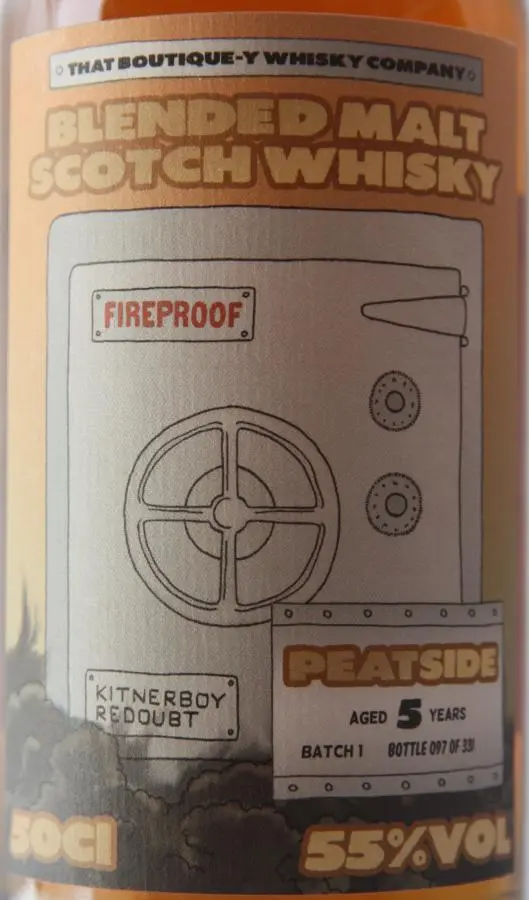 THAT BOUTIQUE-Y WHISKY COMPANY
BLENDED MALT
SCOTCH WHISKY
FIREPROOF
PEATSIDE
AGED 5 YEARS
BATCH 1 BOTTLE 097 OF 331
KITNERBOY
REDOUBT
50Cl
55%VOL